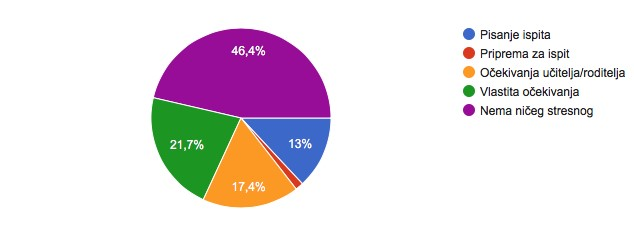 46,4%
21,7%
17,4%
13%
Pisanje ispita
Priprema za ispit
Očekivanja učitelja/roditelja
Vlastita očekivanja
Nema ničeg stresnog